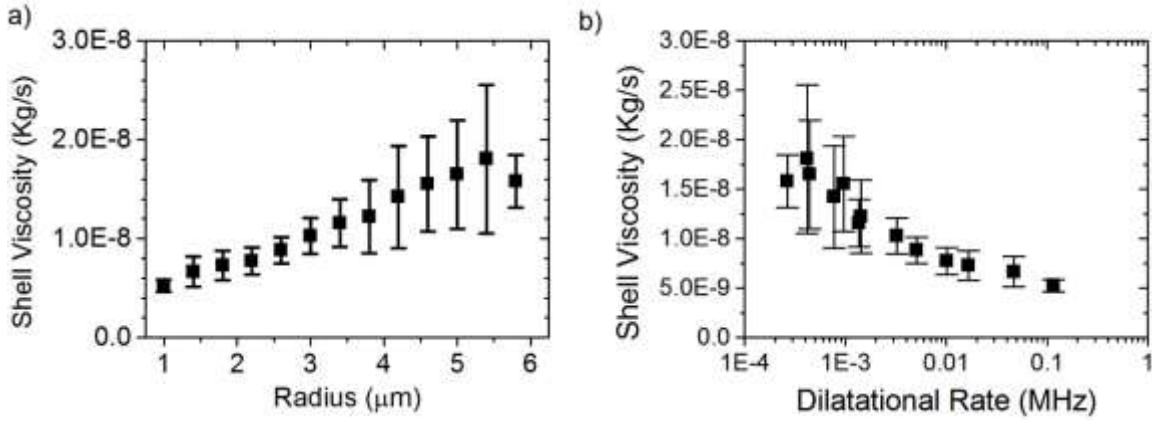 a)
3.0E-8
2.0E-8
1.0E-8
0.0
Shell Viscosity (Kg/s)
1 2 3 4 5 6
Radius (μm)
b)
3.0E-8
2.5E-8
2.0E-8
1.5E-8
1.0E-8
5.0E-9
0.0
Shell Viscosity (Kg/s)
1E-4 1E-3 0.01 0.1 1
Dilatational Rate (MHz)